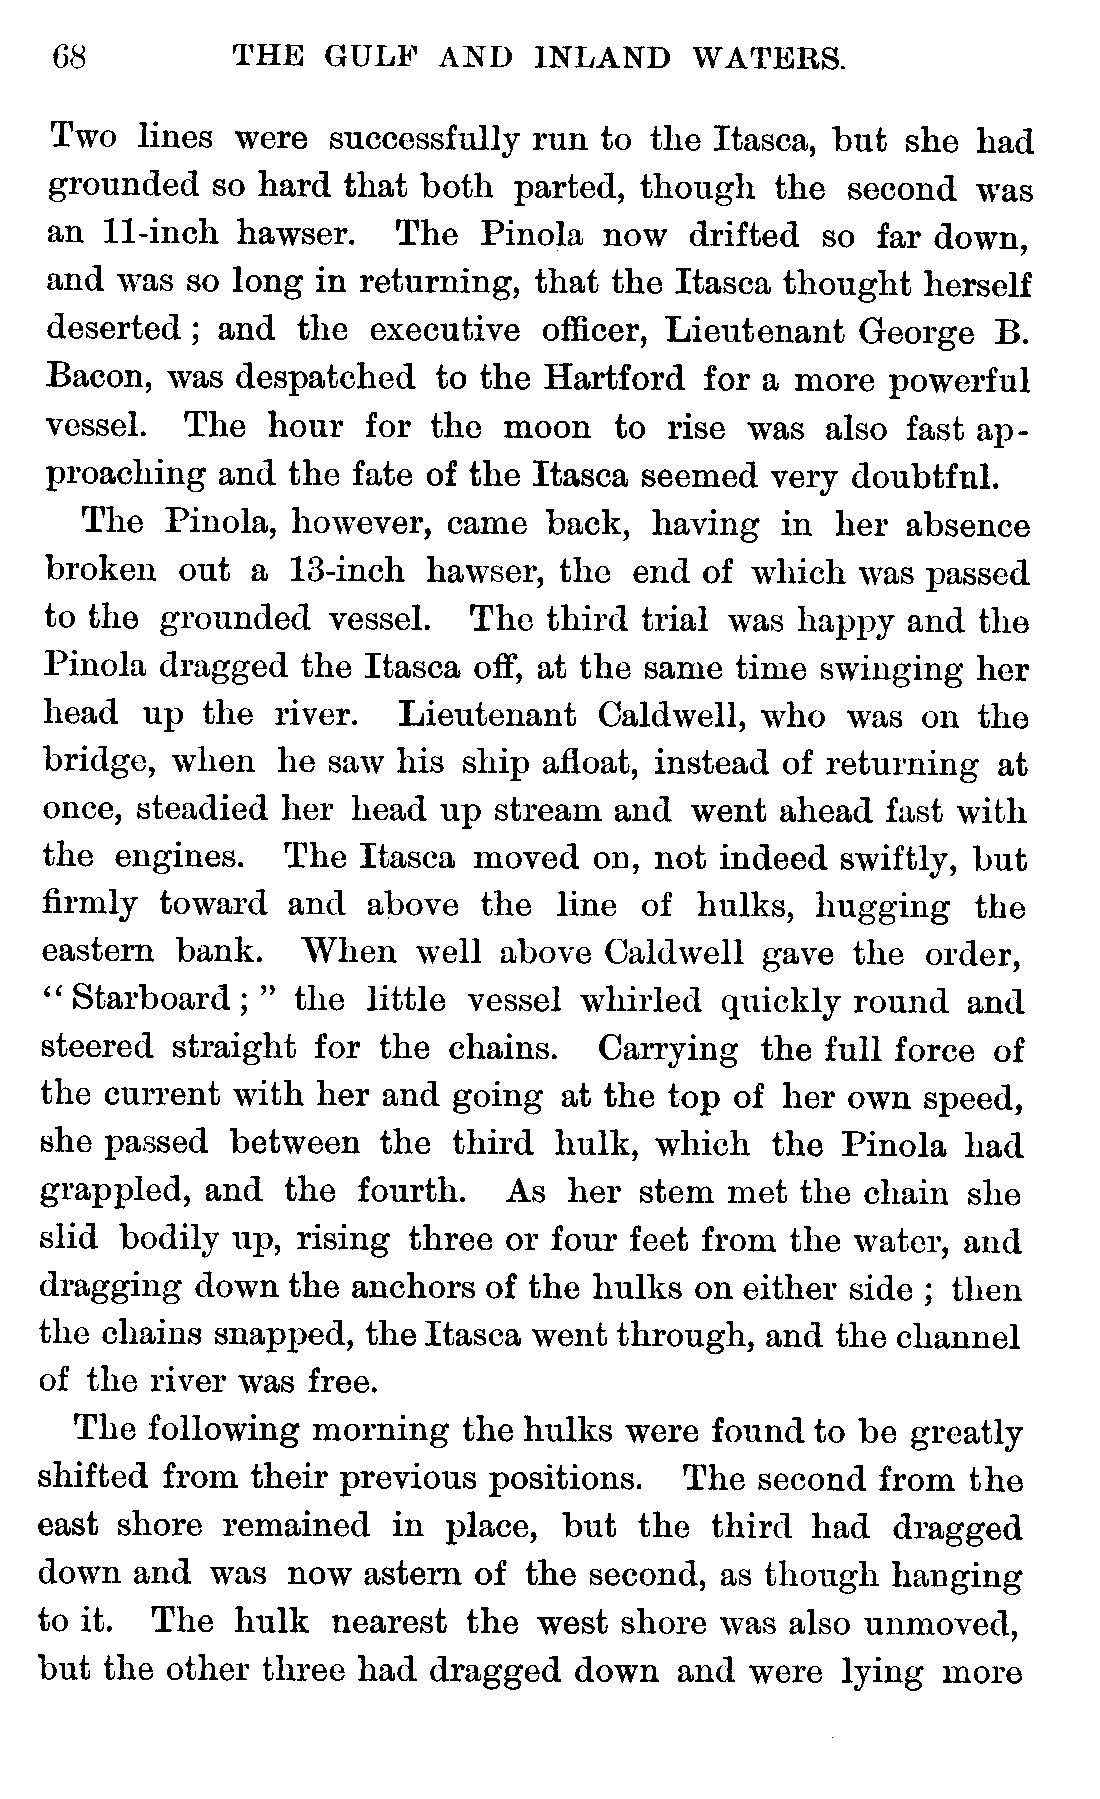 68 THE GULF AND INLAND WATERS.
Two lines were successfully run to the Itasca, but she had
grounded so hard that both parted, though the second was
an 11-inch hawser. The Pinola now drifted so far down,
and was so long in returning, that the Itasca thought herself
deserted ; and the executive officer, Lieutenant George B.
Bacon, was despatched to the Hartford for a more powerful
vessel. The hour for the moon to rise was also fast ap-
proaching and the fate of the Itasca seemed very doubtful.
The Pinola, however, came back, having in her absence
broken out a 13-inch hawser, the end of which was passed
to the grounded vessel. The third trial was happy and the
Pinola dragged the Itasca off, at the same time swinging her
head up the river. Lieutenant Caldwell, who was on the
bridge, when he saw his ship afloat, instead of returning at
once, steadied her head up stream and went ahead fast with
the engines. The Itasca moved on, not indeed swiftly, but
firmly toward and above the line of hulks, hugging the
eastern bank. When well above Caldwell gave the order,
“ Starboard ; ” the little vessel whirled quickly round and
steered straight for the chains. Carrying the full force of
the current with her and going at the top of her own speed,
she passed between the third hulk, which the Pinola had
grappled, and the fourth. As her stem met the chain she
slid bodily up, rising three or four feet from the water, and
dragging down the anchors of the hulks on either side ; then
the chains snapped, the Itasca went through, and the channel
of the river was free.
The following morning the hulks were found to be greatly
shifted from their previous positions. The second from the
east shore remained in place, but the third had dragged
down and was now astern of the second, as though hanging
to it. The hulk nearest the west shore was also unmoved,
but the other three had dragged down and were lying more